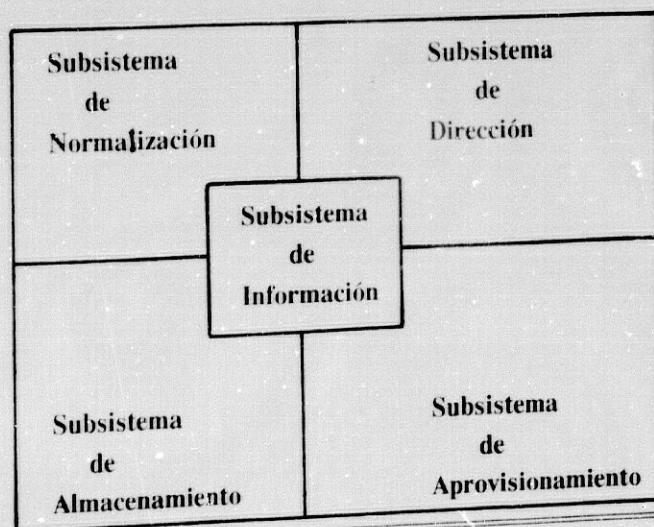 Subsistema
de
Normalización
Subsistema
de
Dirección
Subsistema
de
Información
Subsistema
de
Almacenamiento
Subsistema
de
Aprovisionamiento